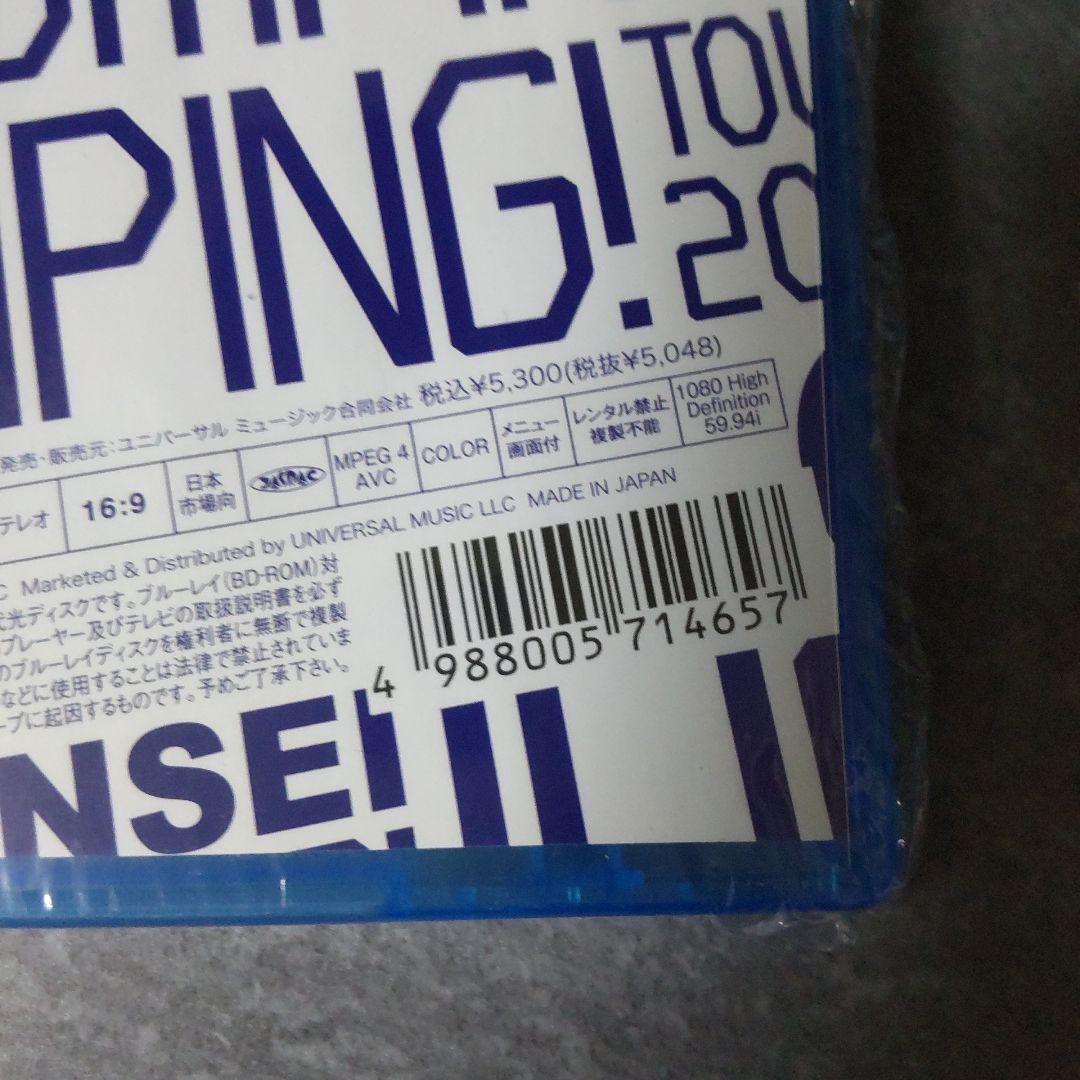 PING! TOU
20
発売・販売元:ユニバーサル ミュージック合同会社 税込¥5,300(税抜¥5,048)
テレオ
16:9
日本
市場向
JASRAC
MPEG 4
AVC
COLOR
メニュー
画面付
レンタル禁止
複製不能
1080 High
Definition
59.94i
C Marketed & Distributed by UNIVERSAL MUSIC LLC MADE IN JAPAN
光ディスクです。ブルーレイ(BD-ROM)対
プレーヤー及びテレビの取扱説明書を必ず
のブルーレイディスクを権利者に無断で複製
などに使用することは法律で禁止されていま
ープに起因するものです。予めご了承下さい。
4 988005 714657
NSE!